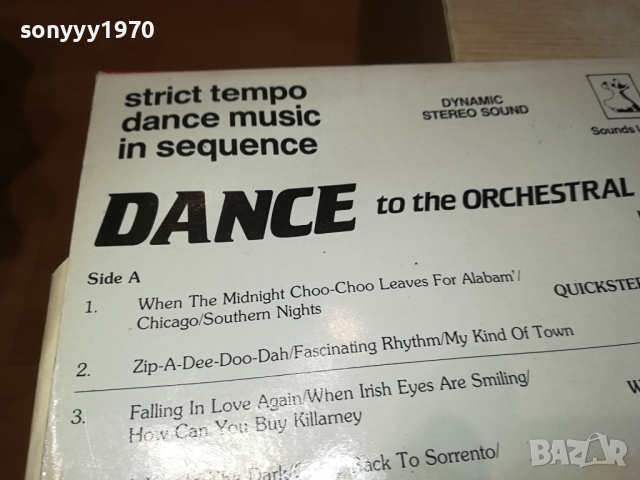 sonyyy1970
strict tempo
dance music
in sequence
DYNAMIC
STEREO SOUND
Sounds
DANCE to the ORCHESTRAL
Side A
1. When The Midnight Choo-Choo Leaves For Alabam'/ QUICKSTE
Chicago/Southern Nights
2. Zip-A-Dee-Doo-Dah/Fascinating Rhythm/My Kind Of Town
3. Falling In Love Again/When Irish Eyes Are Smiling/ W
How Can You Buy Killarney
The Dark/ Back To Sorrento/
BAZAR